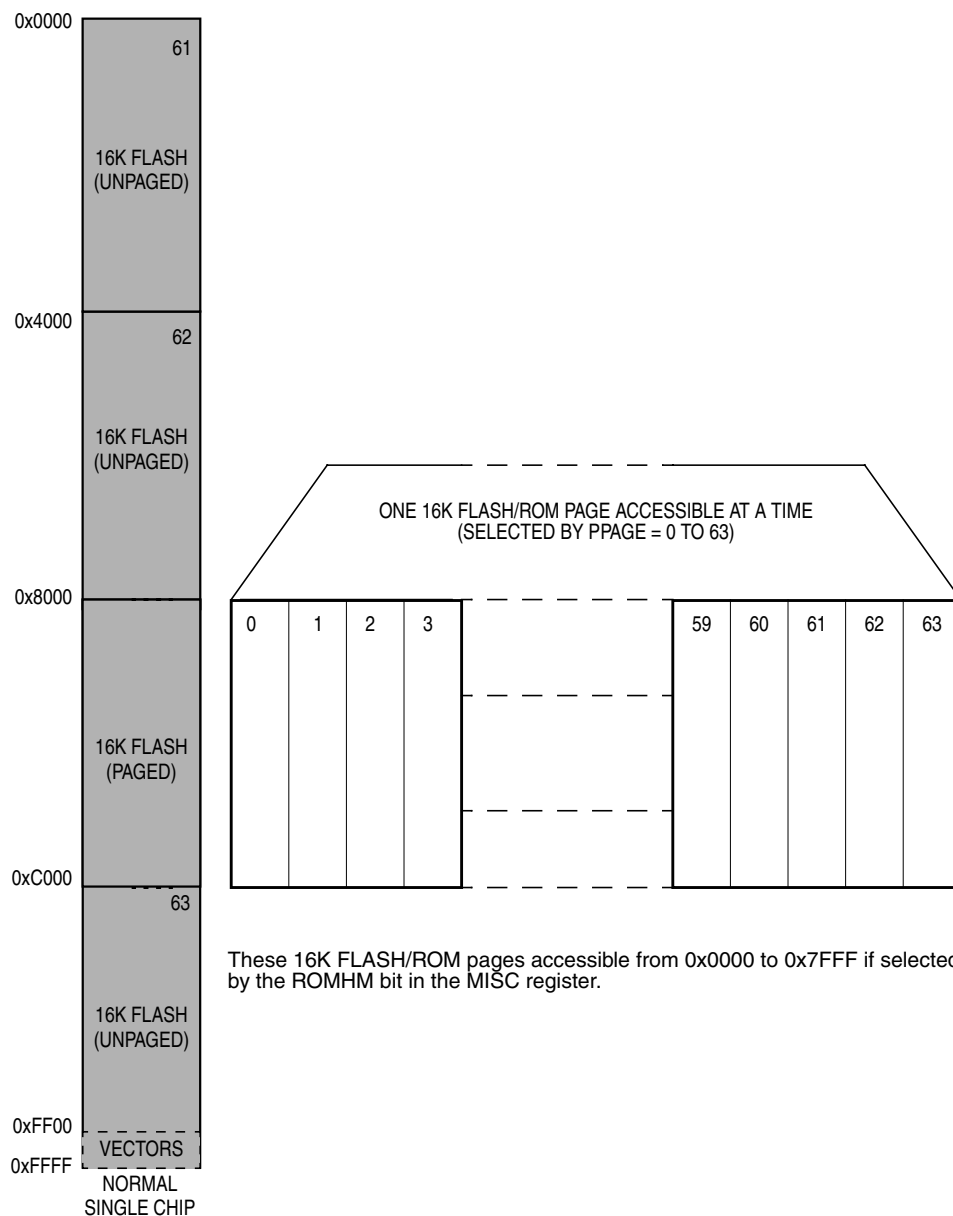 0x0000
61
16K FLASH
(UNPAGED)
0x4000
62
16K FLASH
(UNPAGED)
ONE 16K FLASH/ROM PAGE ACCESSIBLE AT A TIME
(SELECTED BY PPAGE = 0 TO 63)
0x8000
0 1 2 3 59 60 61 62 63
16K FLASH
(PAGED)
0xC000
63
These 16K FLASH/ROM pages accessible from 0x0000 to 0x7FFF if selected
by the ROMHM bit in the MISC register.
16K FLASH
(UNPAGED)
0xFF00
VECTORS
0xFFFF
NORMAL
SINGLE CHIP